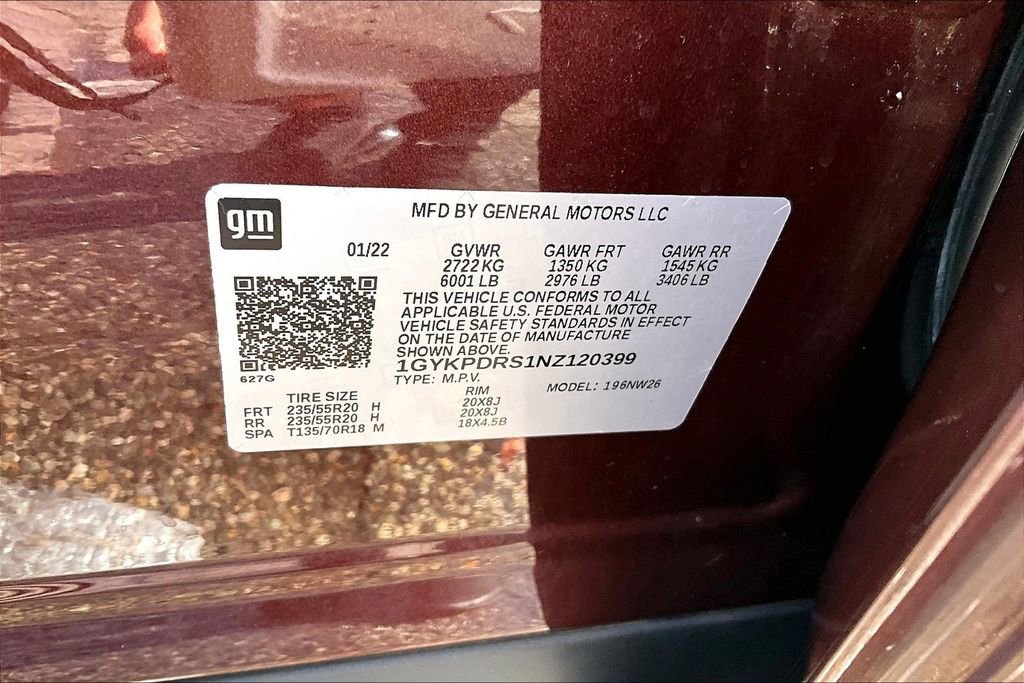 gm
MFD BY GENERAL MOTORS LLC
01/22 GVWR GAWR FRT GAWR RR
2722 KG 1350 KG 1545 KG
6001 LB 2976 LB 3406 LB
THIS VEHICLE CONFORMS TO ALL
APPLICABLE U.S. FEDERAL MOTOR
VEHICLE SAFETY STANDARDS IN EFFECT
ON THE DATE OF MANUFACTURE
SHOWN ABOVE.
1GYKPDRS1NZ120399
627G
TYPE: M.P.V. MODEL: 196NW26
TIRE SIZE RIM
FRT 235/55R20 H 20X8J
RR 235/55R20 H 20X8J
SPA T135/70R18 M 18X4.5B